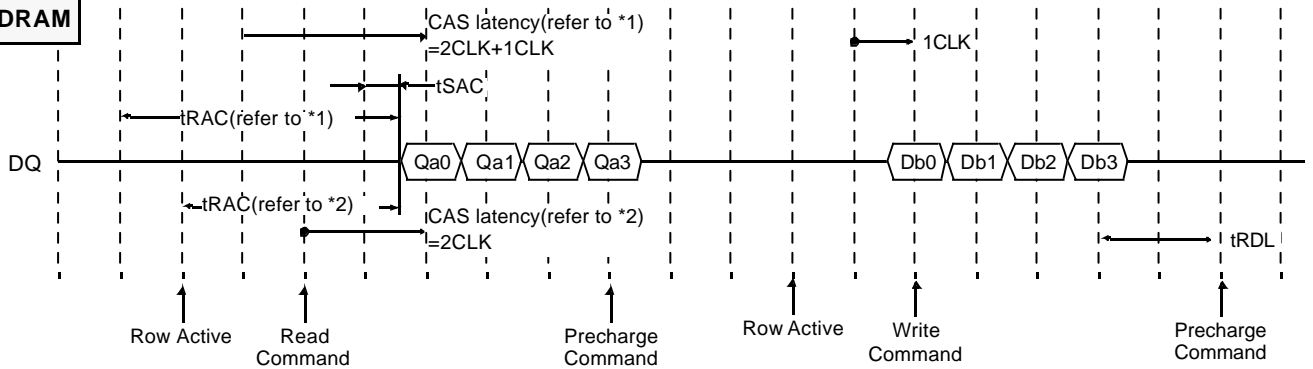 DRAM
CAS latency(refer to *1)
=2CLK+1CLK
1CLK
tSAC
tRAC(refer to *1)
DQ
Qa0 Qa1 Qa2 Qa3
Db0 Db1 Db2 Db3
tRAC(refer to *2)
CAS latency(refer to *2)
=2CLK
tRDL
Row Active
Read
Command
Precharge
Command
Row Active
Write
Command
Precharge
Command